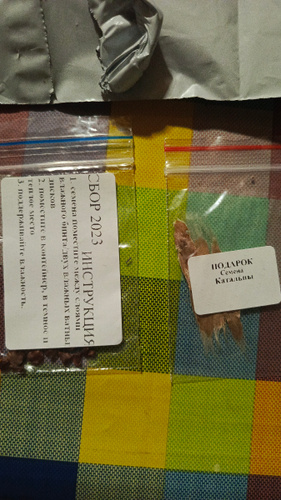 СБОР 2023 ИНСТРУКЦИЯ
1. семена поместите между слоями
влажного бинта, двух влажных ватны
дисков
2. поместите в контейнер, в темное и
теплое место
3. поддерживайте влажность.
ПОДАРОК
Семена
Катальпы